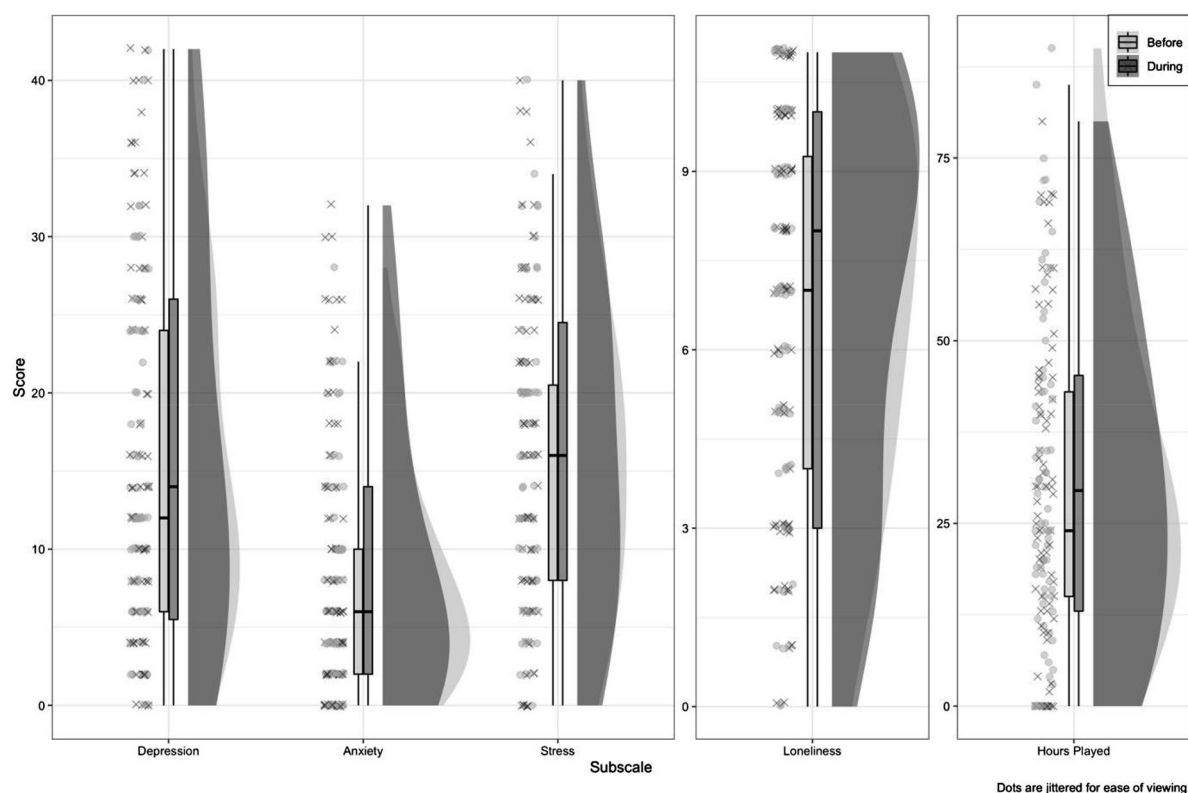 Score
40
30
20
10
0
9
6
3
0
75
50
25
0
Before
During
Depression
Anxiety
Stress
Loneliness
Hours Played
Subscale
Dots are jittered for ease of viewing